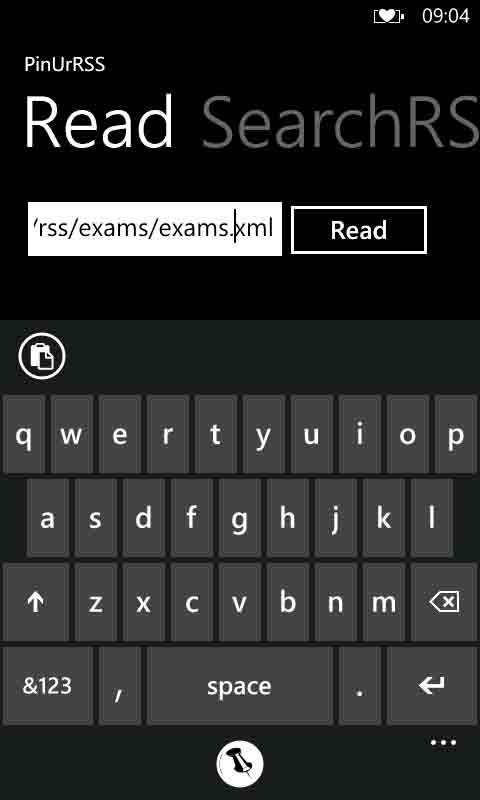 09:04
PinUrRSS
Read SearchRS
/rss/exams/exams.xml Read
q w e r t y u i o p
a s d f g h j k l
z x c v b n m
&123 , space .
...